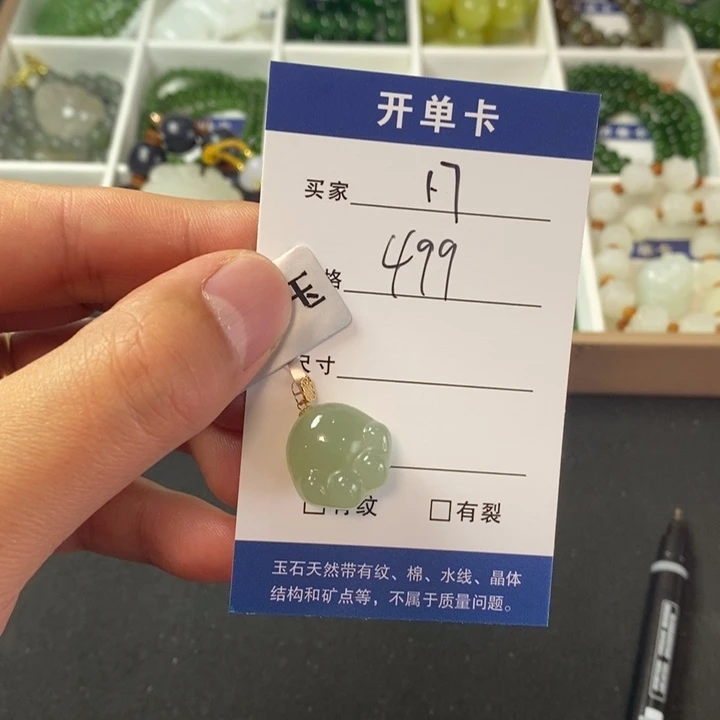 开单卡
买家
格 499
玉
尺寸
有纹 □有裂
玉石天然带有纹、棉、水线、晶体
结构和矿点等，不属于质量问题。